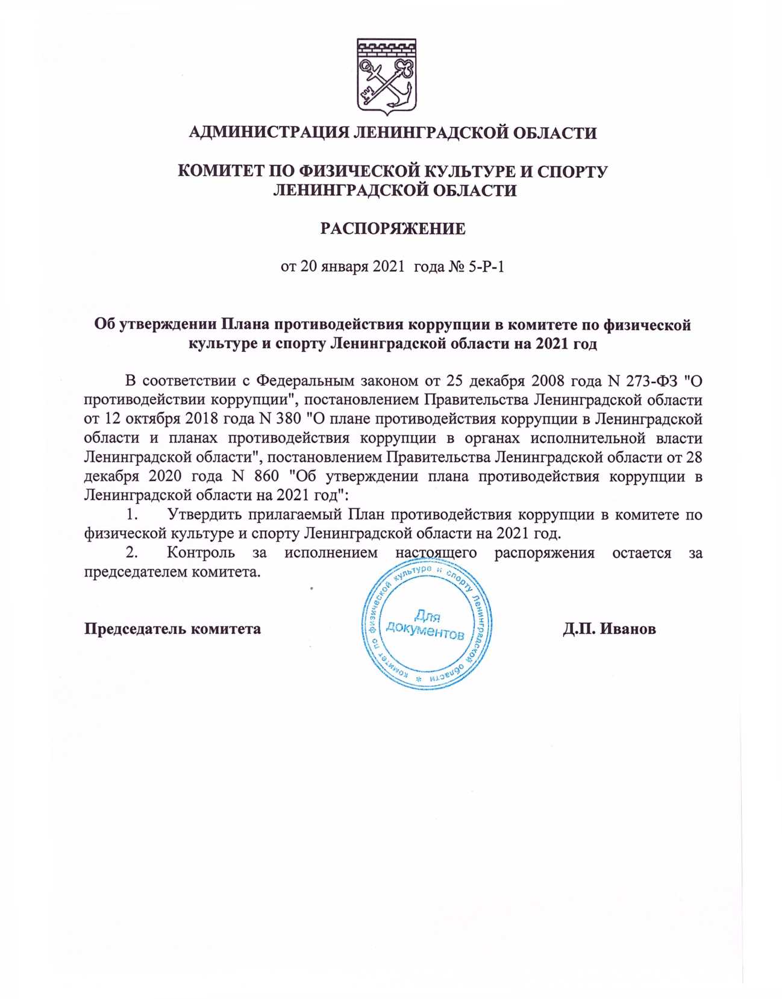 АДМИНИСТРАЦИЯ ЛЕНИНГРАДСКОЙ ОБЛАСТИ
КОМИТЕТ ПО ФИЗИЧЕСКОЙ КУЛЬТУРЕ И СПОРТУ
ЛЕНИНГРАДСКОЙ ОБЛАСТИ
РАСПОРЯЖЕНИЕ
от 20 января 2021 года № 5-Р-1
Об утверждении Плана противодействия коррупции в комитете по физической
культуре и спорту Ленинградской области на 2021 год
В соответствии с Федеральным законом от 25 декабря 2008 года N 273-ФЗ "О
противодействии коррупции", постановлением Правительства Ленинградской области
от 12 октября 2018 года N 380 "О плане противодействия коррупции в Ленинградской
области и планах противодействия коррупции в органах исполнительной власти
Ленинградской области", постановлением Правительства Ленинградской области от 28
декабря 2020 года N 860 "Об утверждении плана противодействия коррупции в
Ленинградской области на 2021 год":
1. Утвердить прилагаемый План противодействия коррупции в комитете по
физической культуре и спорту Ленинградской области на 2021 год.
2. Контроль за исполнением настоящего распоряжения остается за
председателем комитета.
Председатель комитета Д.П. Иванов
комитет по физической культуре и спорту Ленинградской области *
Для
документов